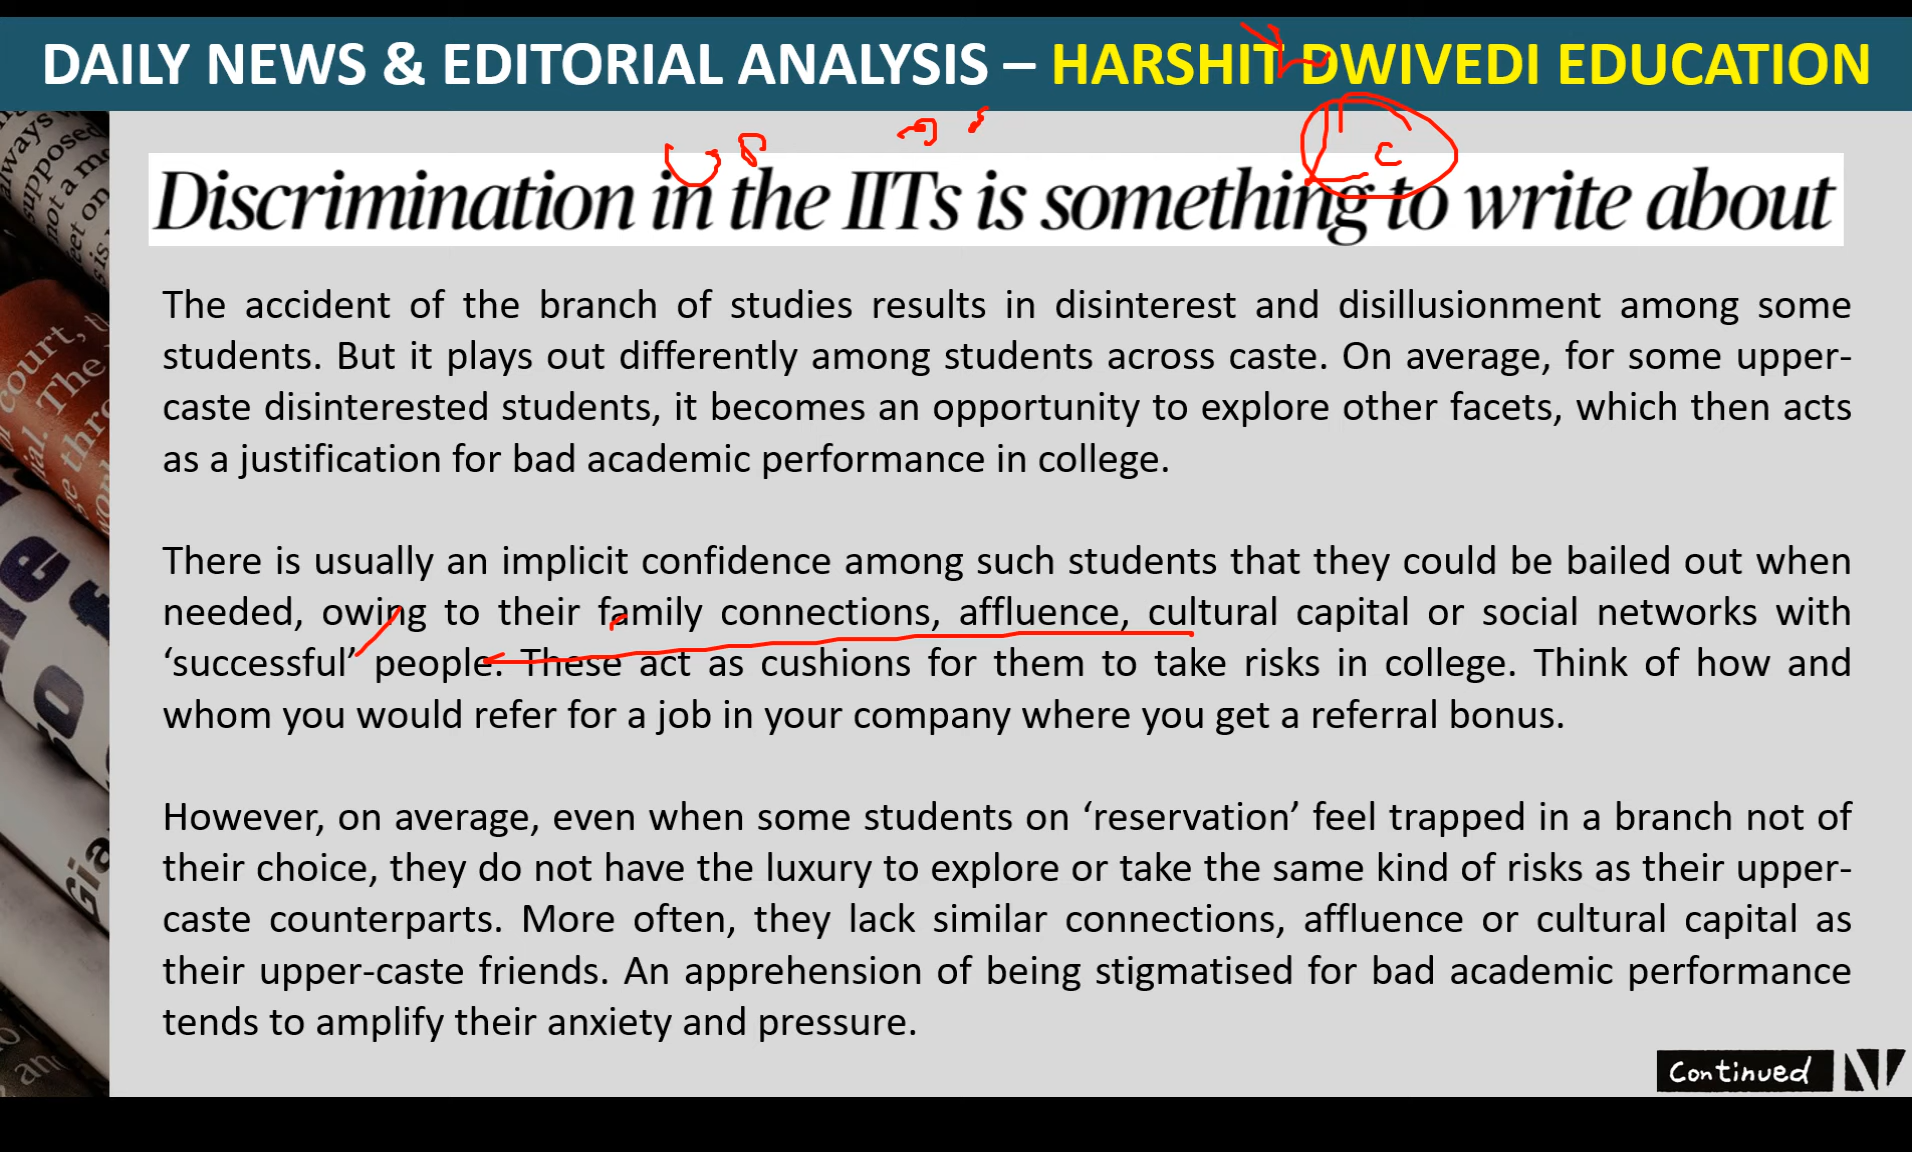 DAILY NEWS & EDITORIAL ANALYSIS – HARSHIT DWIVEDI EDUCATION
Discrimination in the IITs is something to write about
The accident of the branch of studies results in disinterest and disillusionment among some
students. But it plays out differently among students across caste. On average, for some upper-
caste disinterested students, it becomes an opportunity to explore other facets, which then acts
as a justification for bad academic performance in college.
There is usually an implicit confidence among such students that they could be bailed out when
needed, owing to their family connections, affluence, cultural capital or social networks with
‘successful’ people. These act as cushions for them to take risks in college. Think of how and
whom you would refer for a job in your company where you get a referral bonus.
However, on average, even when some students on ‘reservation’ feel trapped in a branch not of
their choice, they do not have the luxury to explore or take the same kind of risks as their upper-
caste counterparts. More often, they lack similar connections, affluence or cultural capital as
their upper-caste friends. An apprehension of being stigmatised for bad academic performance
tends to amplify their anxiety and pressure.
Continued